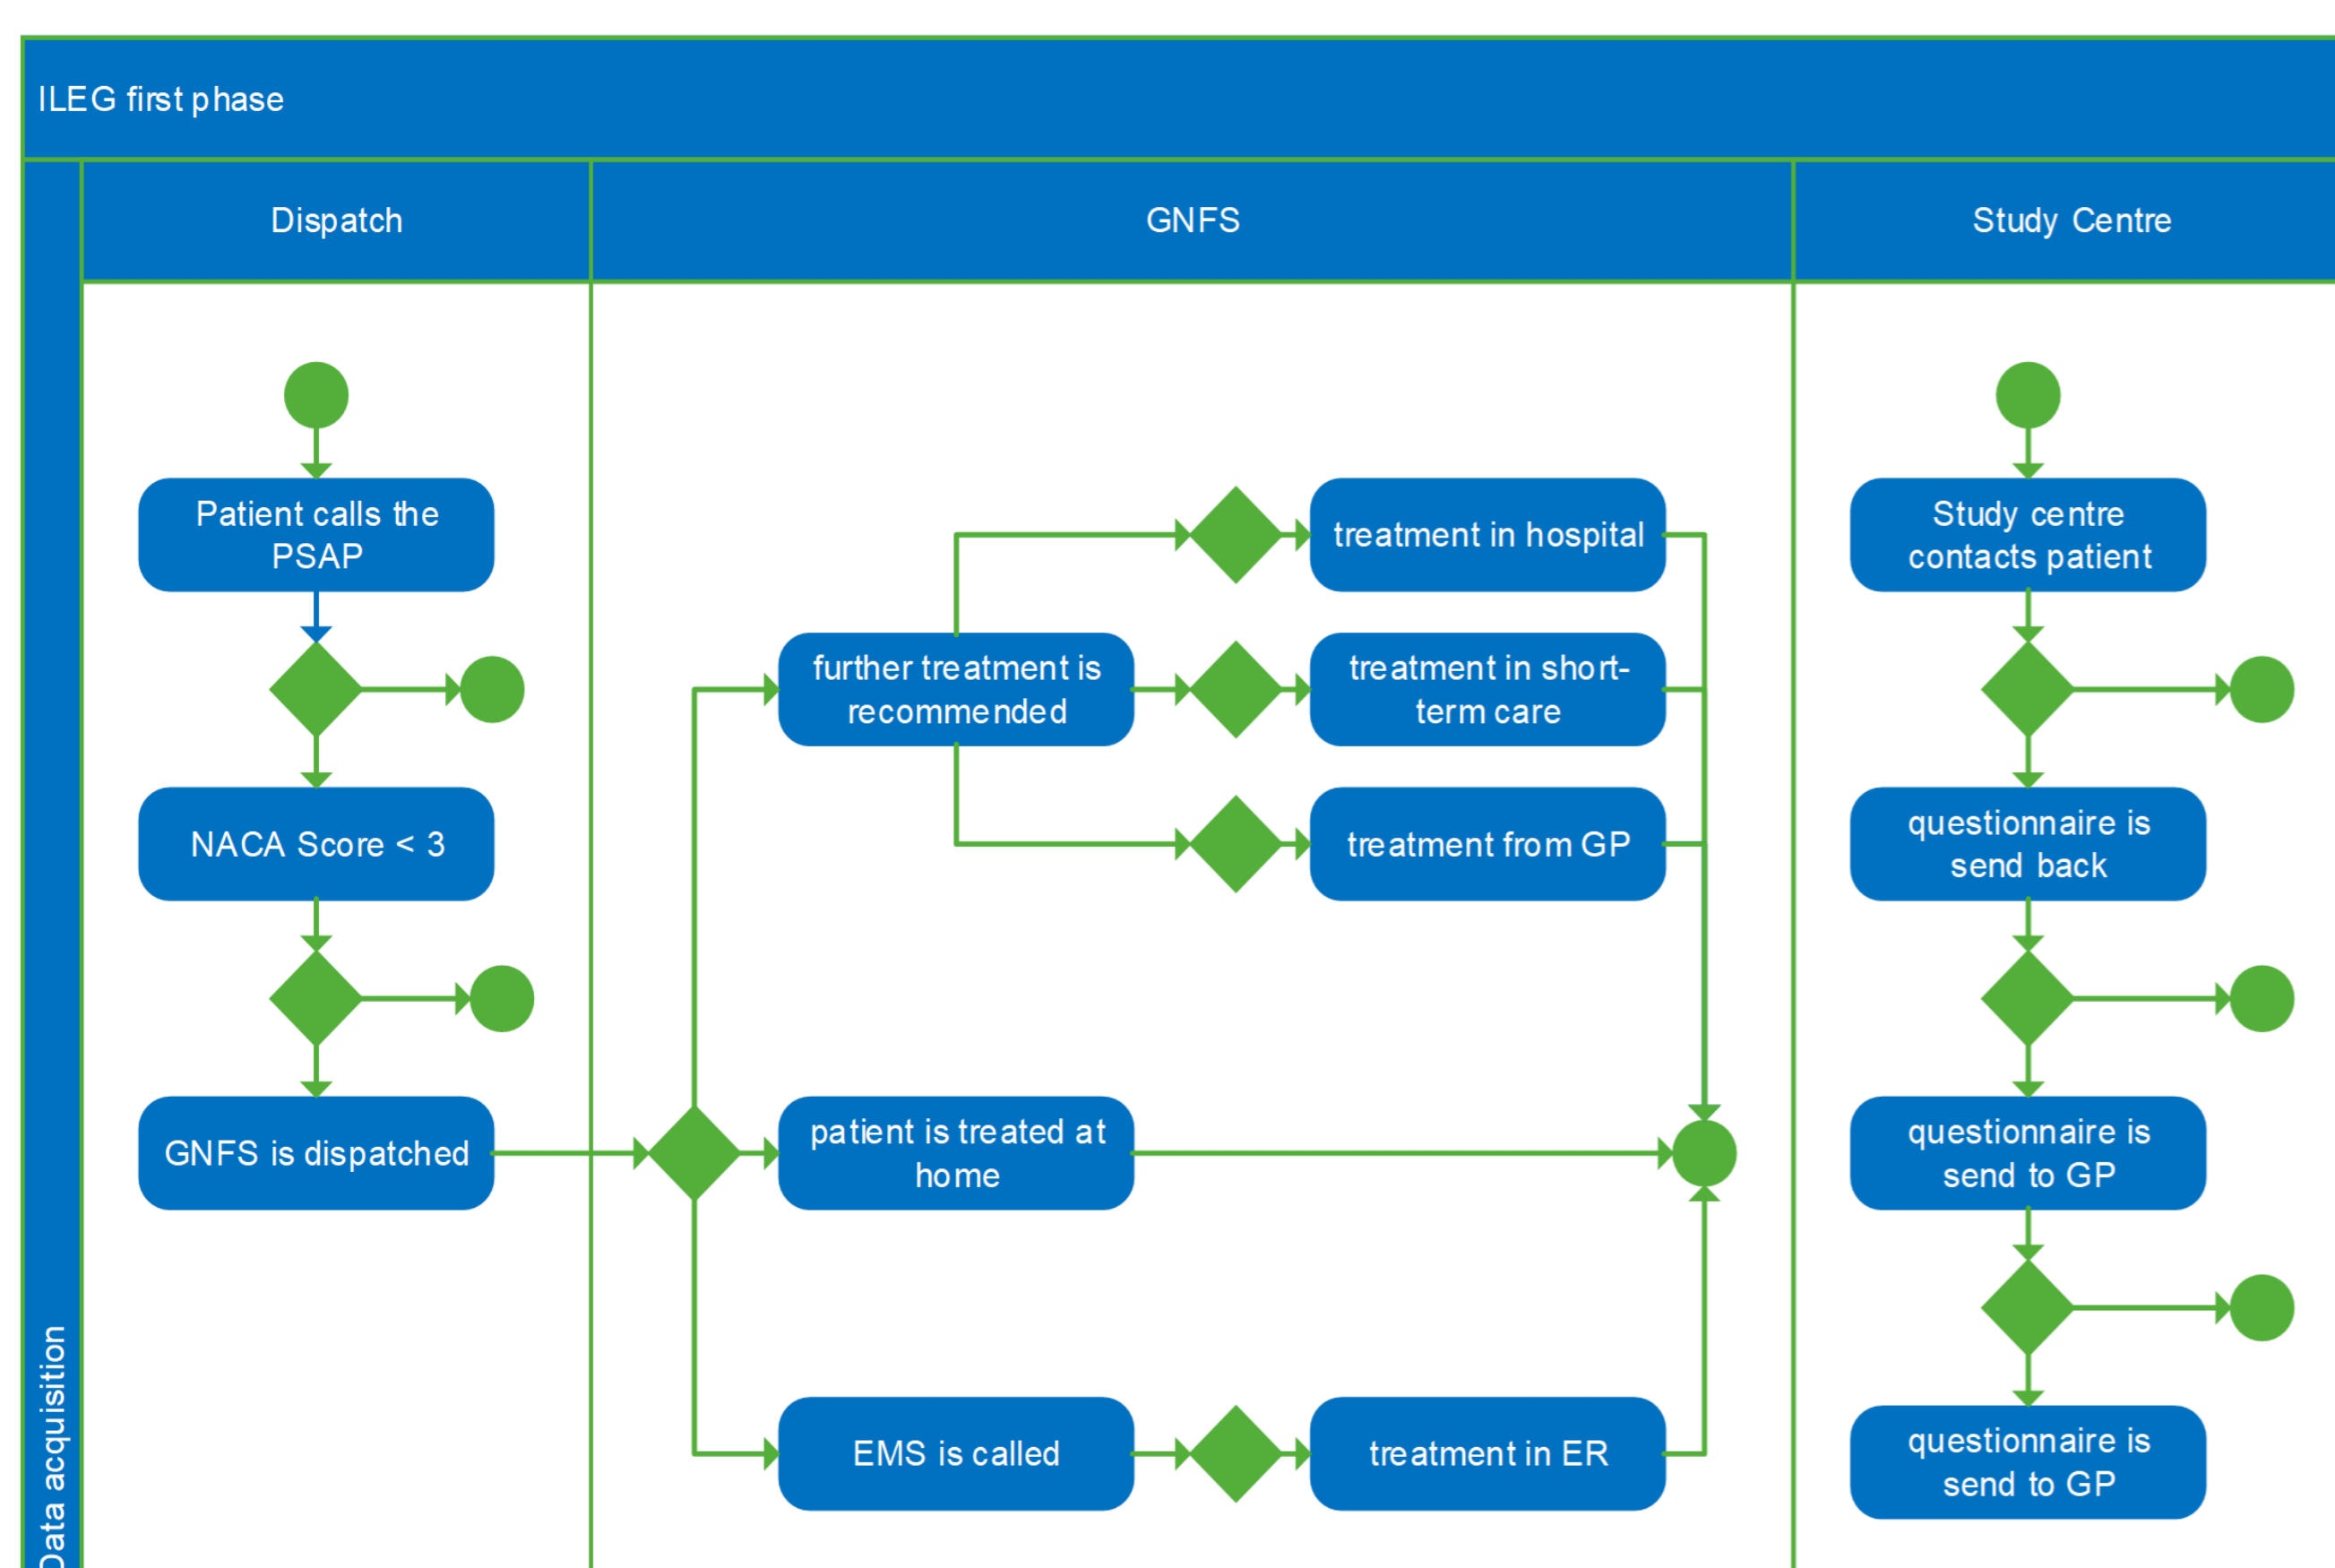 ILEG first phase
Dispatch
GNFS
Study Centre
Data acquisition
Patient calls the
PSAP
NACA Score < 3
GNFS is dispatched
further treatment is
recommended
treatment in hospital
treatment in short-
term care
treatment from GP
patient is treated at
home
EMS is called
treatment in ER
Study centre
contacts patient
questionnaire is
send back
questionnaire is
send to GP
questionnaire is
send to GP